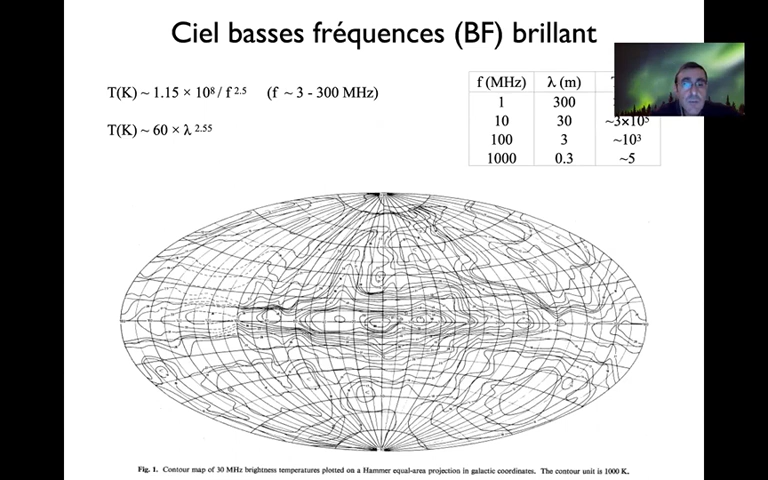 Ciel basses fréquences (BF) brillant
T(K) ~ 1.15 × 10⁸ / f ²·⁵ (f ~ 3 - 300 MHz)
T(K) ~ 60 × λ ²·⁵⁵
f (MHz) λ (m)
1 300
10 30 ~3×10⁵
100 3 ~10³
1000 0.3 ~5
Fig. 1. Contour map of 30 MHz brightness temperatures plotted on a Hammer equal-area projection in galactic coordinates. The contour unit is 1000 K.